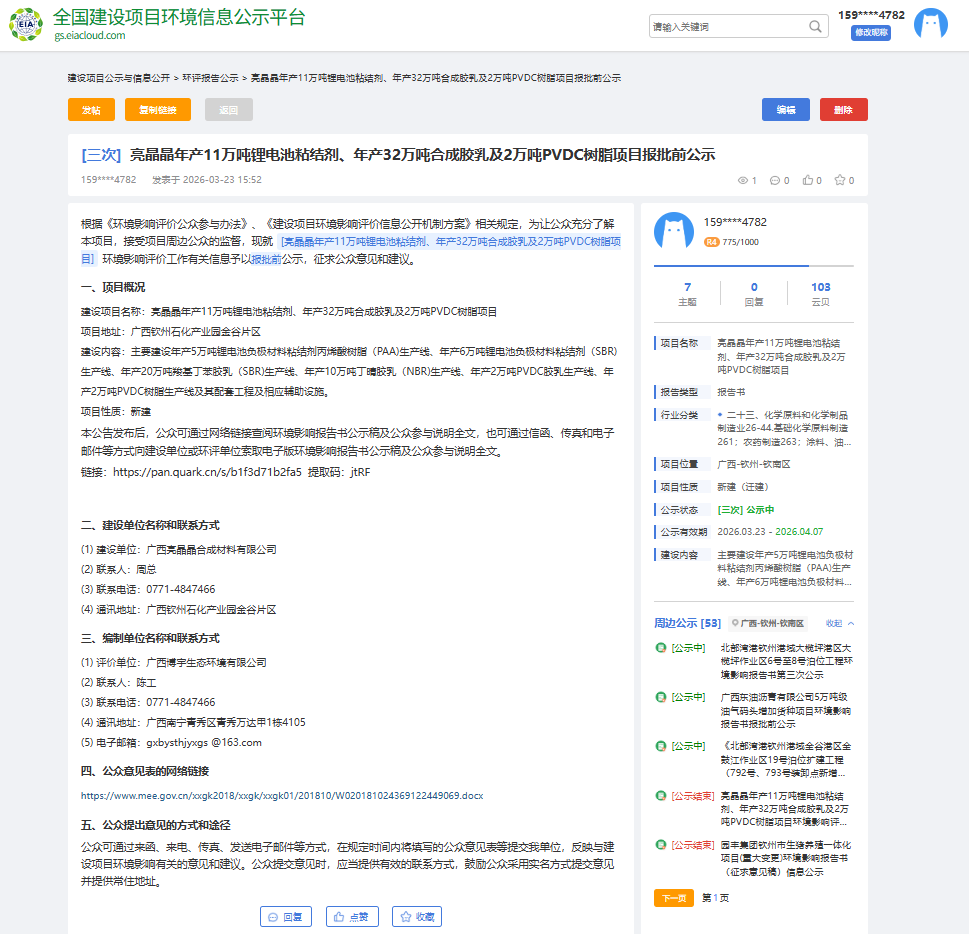 全国建设项目环境信息公示平台
gs.eiacloud.com
请输入关键词
159****4782
修改昵称
建设项目公示与信息公开 > 环评报告公示 > 亮晶晶年产11万吨锂电池粘结剂、年产32万吨合成胶乳及2万吨PVDC树脂项目报批前公示
发帖
复制链接
返回
编辑
删除
[三次] 亮晶晶年产11万吨锂电池粘结剂、年产32万吨合成胶乳及2万吨PVDC树脂项目报批前公示
159****4782 发表于 2026-03-23 15:52
1 0 0 0
根据《环境影响评价公众参与办法》、《建设项目环境影响评价信息公开机制方案》相关规定，为让公众充分了解
本项目，接受项目周边公众的监督，现就 [亮晶晶年产11万吨锂电池粘结剂、年产32万吨合成胶乳及2万吨PVDC树脂项
目] 环境影响评价工作有关信息予以报批前公示，征求公众意见和建议。
一、项目概况
建设项目名称：亮晶晶年产11万吨锂电池粘结剂、年产32万吨合成胶乳及2万吨PVDC树脂项目
项目地址：广西钦州石化产业园金谷片区
建设内容：主要建设年产5万吨锂电池负极材料粘结剂丙烯酸树脂（PAA)生产线、年产6万吨锂电池负极材料粘结剂（SBR)
生产线、年产20万吨羧基丁苯胶乳（SBR)生产线、年产10万吨丁晴胶乳（NBR)生产线、年产2万吨PVDC胶乳生产线、年
产2万吨PVDC树脂生产线及其配套工程及相应辅助设施。
项目性质：新建
本公告发布后，公众可通过网络链接查阅环境影响报告书公示稿及公众参与说明全文，也可通过信函、传真和电子
邮件等方式向建设单位或环评单位索取电子版环境影响报告书公示稿及公众参与说明全文。
链接：https://pan.quark.cn/s/b1f3d71b2fa5 提取码：jtRF
二、建设单位名称和联系方式
(1) 建设单位：广西亮晶晶合成材料有限公司
(2) 联系人：周总
(3) 联系电话：0771-4847466
(4) 通讯地址：广西钦州石化产业园金谷片区
三、编制单位名称和联系方式
(1) 评价单位：广西博宇生态环境有限公司
(2) 联系人：陈工
(3) 联系电话：0771-4847466
(4) 通讯地址：广西南宁青秀区青秀万达甲1栋4105
(5) 电子邮箱：gxbysthjyxgs @163.com
四、公众意见表的网络链接
https://www.mee.gov.cn/xxgk2018/xxgk/xxgk01/201810/W020181024369122449069.docx
五、公众提出意见的方式和途径
公众可通过来函、来电、传真、发送电子邮件等方式，在规定时间内将填写的公众意见表等提交我单位，反映与建
设项目环境影响有关的意见和建议。公众提交意见时，应当提供有效的联系方式，鼓励公众采用实名方式提交意见
并提供常住地址。
回复
点赞
收藏
159****4782
R4 775/1000
7 0 103
主题 回复 云贝
项目名称 亮晶晶年产11万吨锂电池粘结
剂、年产32万吨合成胶乳及2万
吨PVDC树脂项目
报告类型 报告书
行业分类 二十三、化学原料和化学制品
制造业26-44.基础化学原料制造
261；农药制造263；涂料、油...
项目位置 广西-钦州-钦南区
项目性质 新建（迁建）
公示状态 [三次] 公示中
公示有效期 2026.03.23 - 2026.04.07
建设内容 主要建设年产5万吨锂电池负极材
料粘结剂丙烯酸树脂（PAA)生产
线、年产6万吨锂电池负极材料...
周边公示 [53] 广西-钦州-钦南区 收起
[公示中] 北部湾港钦州港域大榄坪港区大
榄坪作业区6号至8号泊位工程环
境影响报告书第三次公示
[公示中] 广西东油沥青有限公司5万吨级
油气码头增加货种项目环境影响
报告书报批前公示
[公示中] 《北部湾港钦州港域金谷港区金
鼓江作业区19号泊位扩建工程
（792号、793号装卸点新增...
[公示结束] 亮晶晶年产11万吨锂电池粘结
剂、年产32万吨合成胶乳及2万
吨PVDC树脂项目环境影响评...
[公示结束] 园丰集团钦州市生猪养殖一体化
项目(重大变更)环境影响报告书
（征求意见稿）信息公示
下一页 第1页